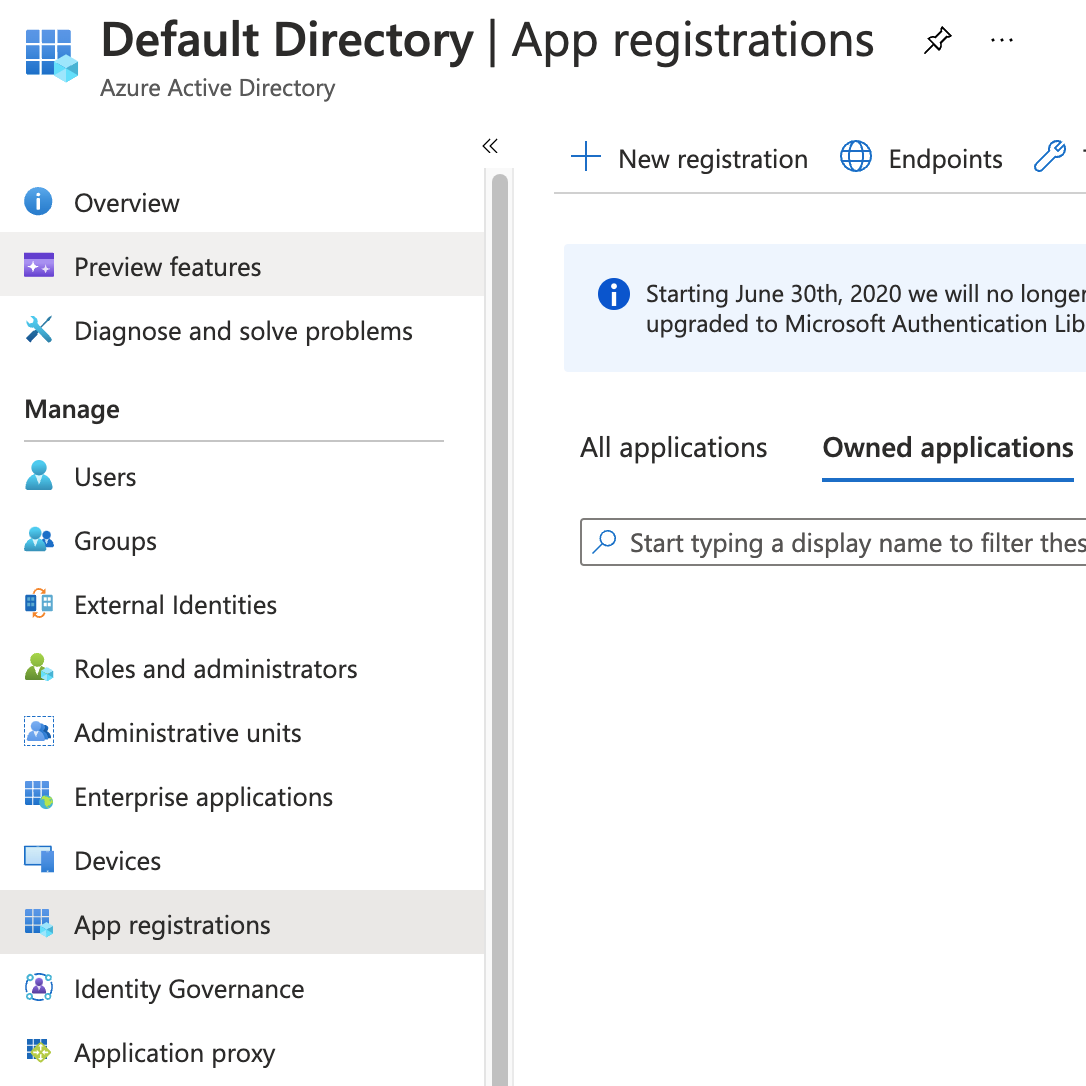 Default Directory | App registrations
Azure Active Directory
Overview
Preview features
Diagnose and solve problems
Manage
Users
Groups
External Identities
Roles and administrators
Administrative units
Enterprise applications
Devices
App registrations
Identity Governance
Application proxy
New registration
Endpoints
Starting June 30th, 2020 we will no longer
upgraded to Microsoft Authentication Lib
All applications
Owned applications
Start typing a display name to filter thes